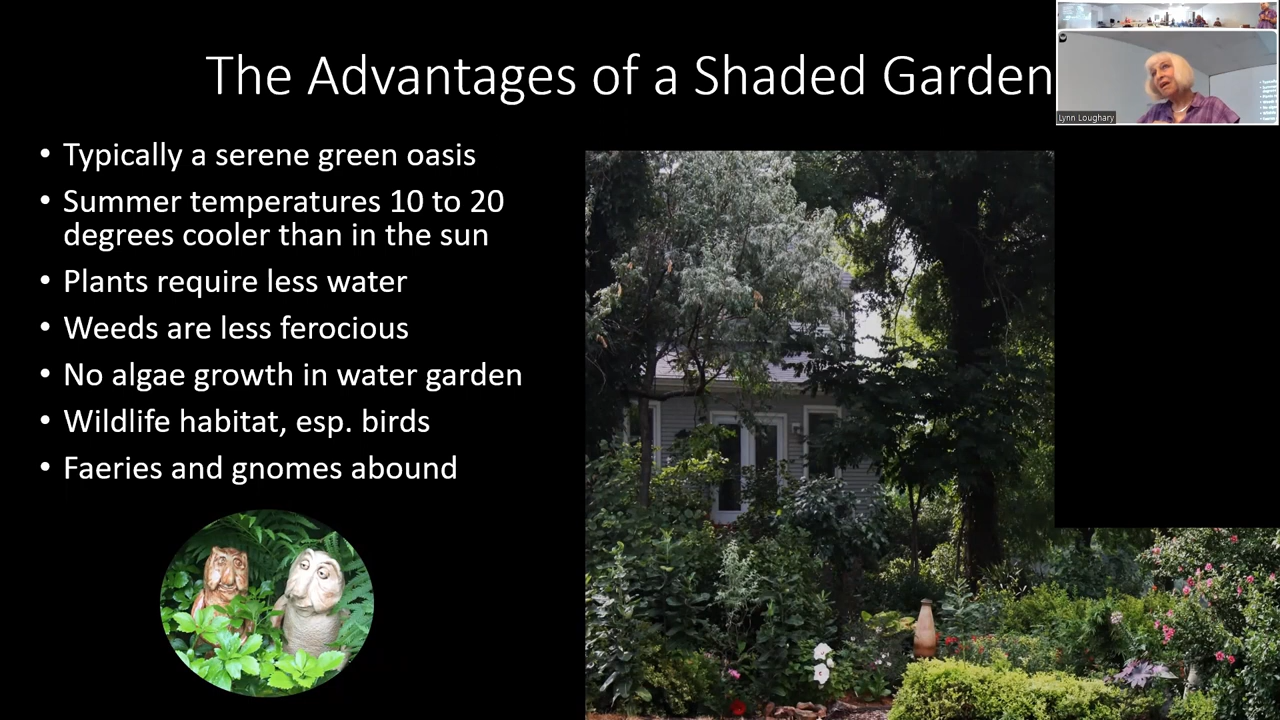 The Advantages of a Shaded Garden
Lynn Loughary
• Typically a serene green oasis
• Summer temperatures 10 to 20
degrees cooler than in the sun
• Plants require less water
• Weeds are less ferocious
• No algae growth in water garden
• Wildlife habitat, esp. birds
• Faeries and gnomes abound